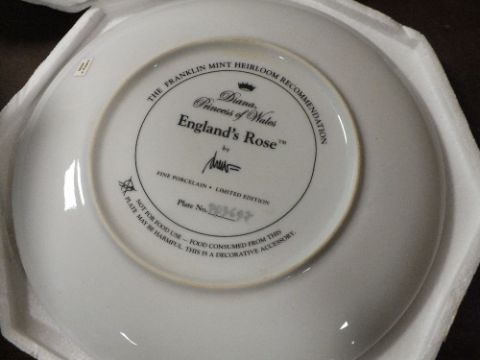 THE FRANKLIN MINT HEIRLOOM RECOMMENDATION
Diana,
Princess of Wales
England's Rose™
by
FINE PORCELAIN • LIMITED EDITION
Plate No.
NOT FOR FOOD USE — FOOD CONSUMED FROM THIS
PLATE MAY BE HARMFUL. THIS IS A DECORATIVE ACCESSORY.